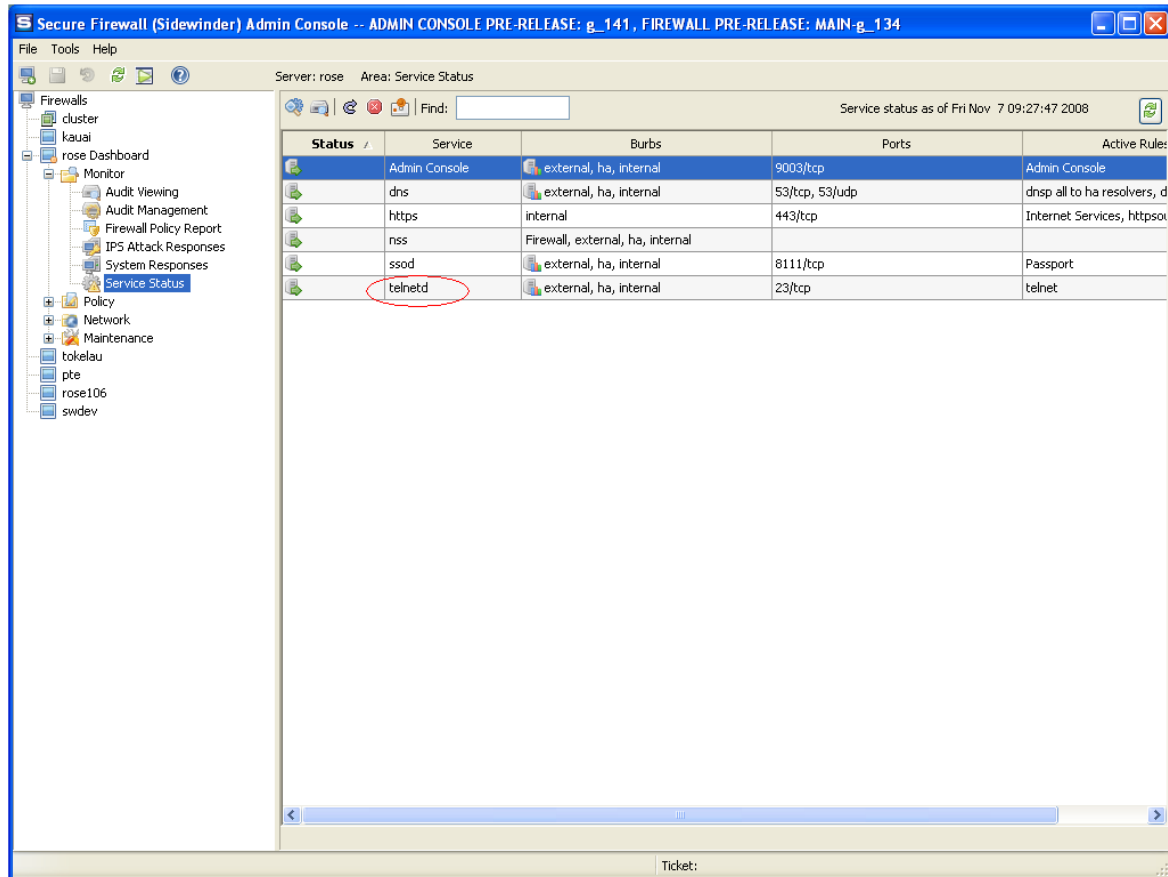 Secure Firewall (Sidewinder) Admin Console -- ADMIN CONSOLE PRE-RELEASE: g_141, FIREWALL PRE-RELEASE: MAIN-g_134
File Tools Help
Server: rose Area: Service Status
Firewalls
cluster
kauai
rose Dashboard
Monitor
Audit Viewing
Audit Management
Firewall Policy Report
IPS Attack Responses
System Responses
Service Status
Policy
Network
Maintenance
tokelau
pte
rose106
swdev
Find: Service status as of Fri Nov 7 09:27:47 2008
Status Service Burbs Ports Active Rules
Admin Console external, ha, internal 9003/tcp Admin Console
dns external, ha, internal 53/tcp, 53/udp dnsp all to ha resolvers, d
https internal 443/tcp Internet Services, httpsou
nss Firewall, external, ha, internal
ssod external, ha, internal 8111/tcp Passport
telnetd external, ha, internal 23/tcp telnet
Ticket: